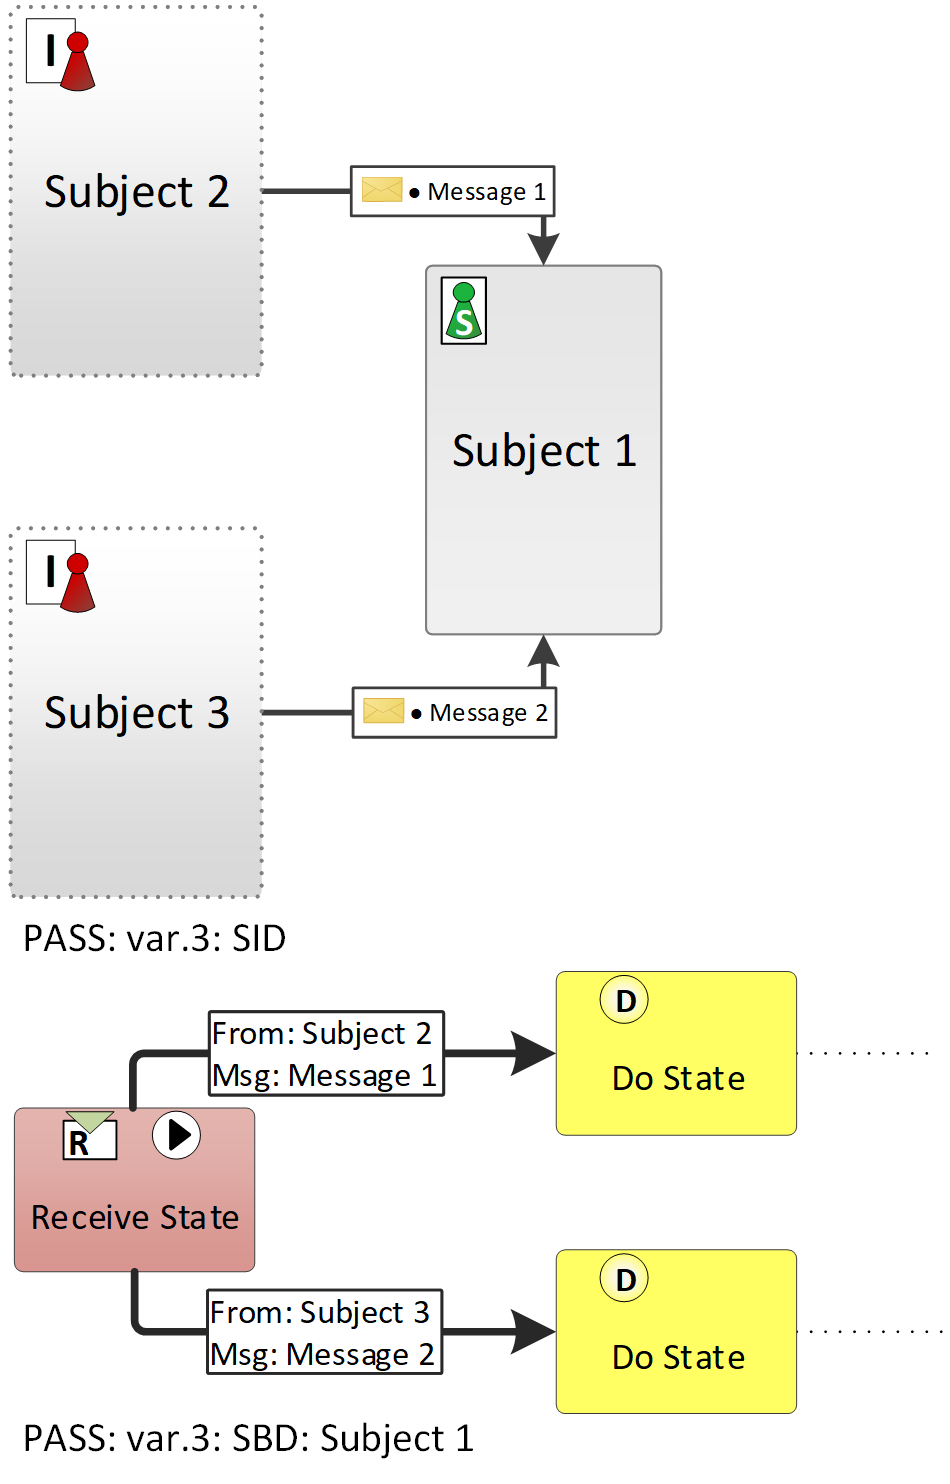 I
Subject 2
• Message 1
S
Subject 1
I
Subject 3
• Message 2
PASS: var.3: SID
From: Subject 2
Msg: Message 1
D
Do State
R
Receive State
From: Subject 3
Msg: Message 2
D
Do State
PASS: var.3: SBD: Subject 1